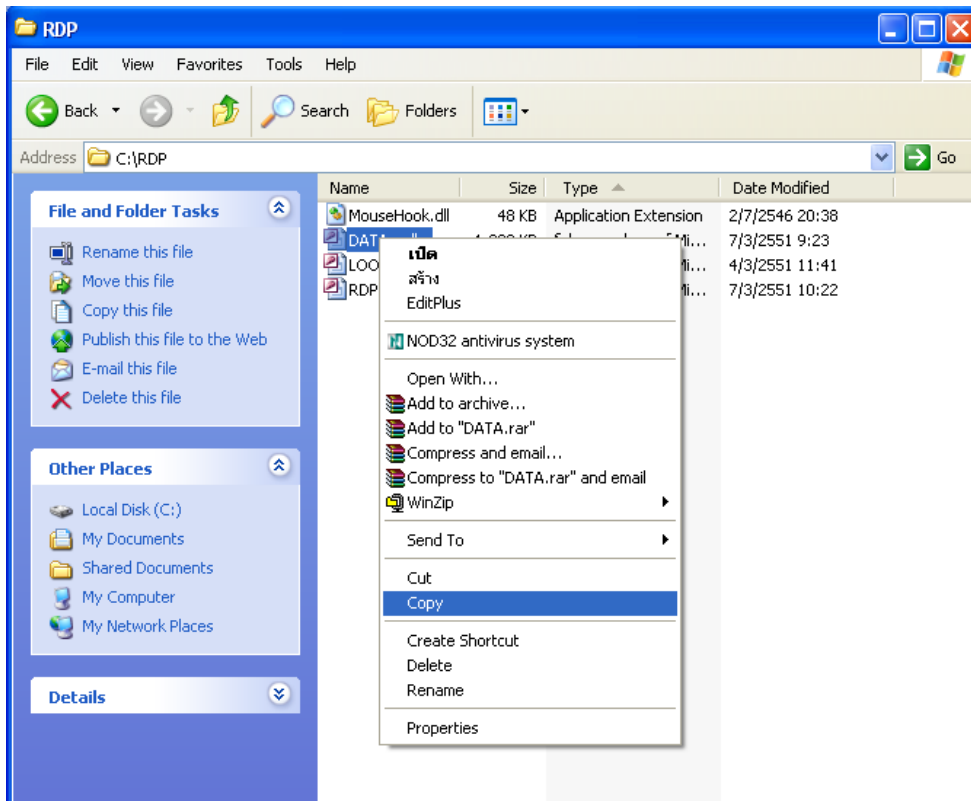 RDP
File Edit View Favorites Tools Help
Back Search Folders
Address C:\RDP Go
File and Folder Tasks
Rename this file
Move this file
Copy this file
Publish this file to the Web
E-mail this file
Delete this file
Other Places
Local Disk (C:)
My Documents
Shared Documents
My Computer
My Network Places
Details
Name Size Type Date Modified
MouseHook.dll 48 KB Application Extension 2/7/2546 20:38
7/3/2551 9:23
4/3/2551 11:41
RDP 7/3/2551 10:22
เปิด
สร้าง
EditPlus
NOD32 antivirus system
Open With...
Add to archive...
Add to "DATA.rar"
Compress and email...
Compress to "DATA.rar" and email
WinZip
Send To
Cut
Copy
Create Shortcut
Delete
Rename
Properties